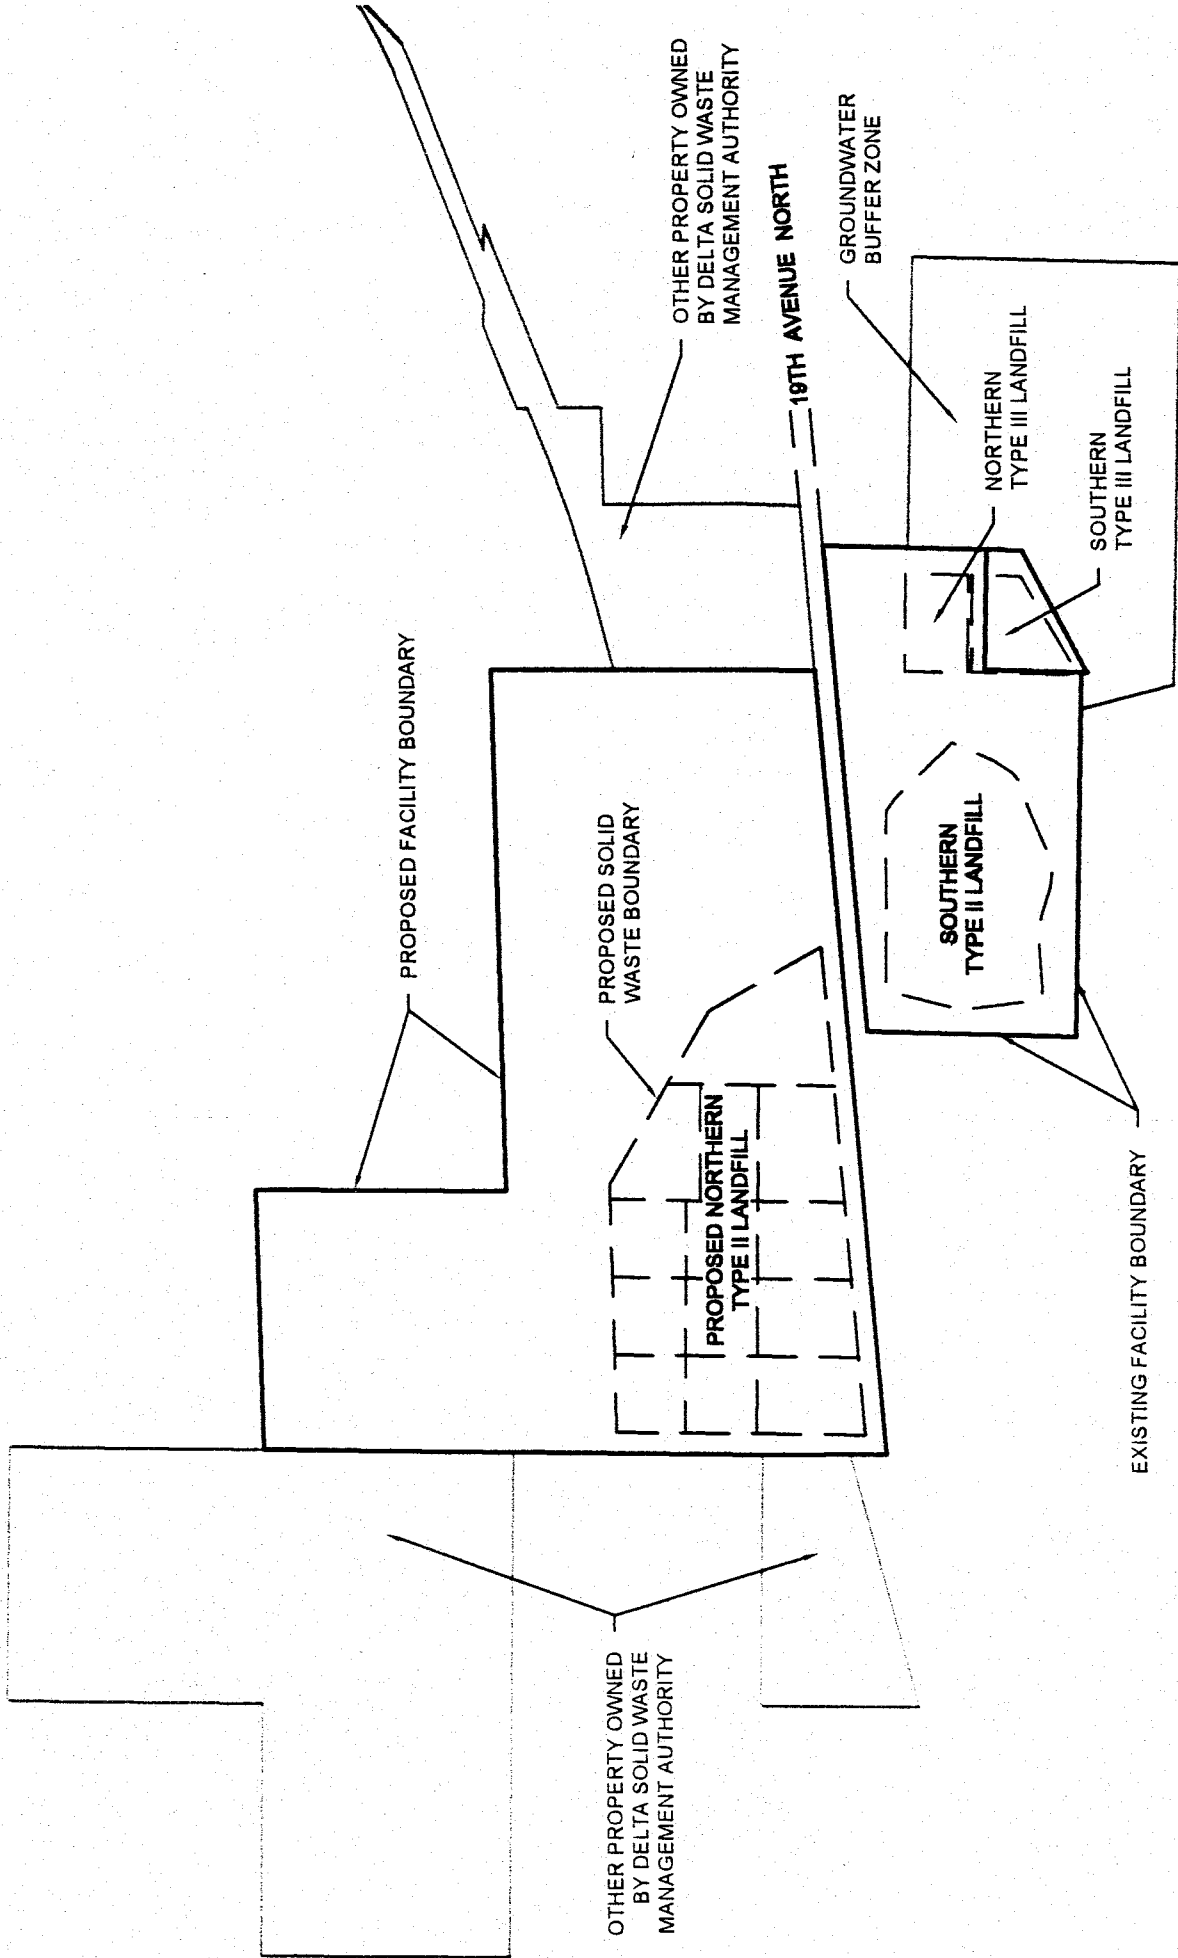 OTHER PROPERTY OWNED
BY DELTA SOLID WASTE
MANAGEMENT AUTHORITY
PROPOSED FACILITY BOUNDARY
PROPOSED SOLID
WASTE BOUNDARY
PROPOSED NORTHERN
TYPE II LANDFILL
OTHER PROPERTY OWNED
BY DELTA SOLID WASTE
MANAGEMENT AUTHORITY
19TH AVENUE NORTH
GROUNDWATER
BUFFER ZONE
NORTHERN
TYPE III LANDFILL
SOUTHERN
TYPE III LANDFILL
SOUTHERN
TYPE II LANDFILL
EXISTING FACILITY BOUNDARY